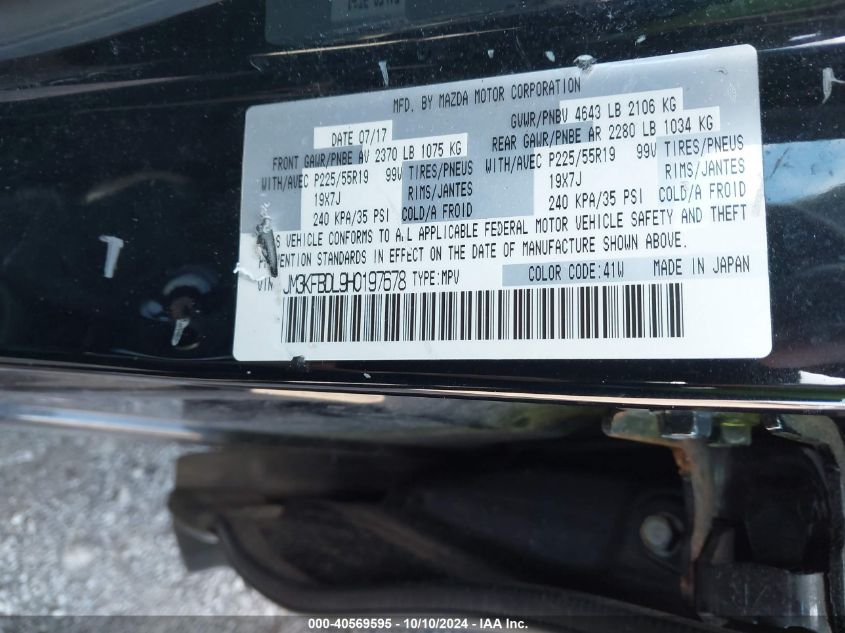 MFD. BY MAZDA MOTOR CORPORATION
DATE 07/17 GVWR/PNBV 4643 LB 2106 KG
FRONT GAWR/PNBE AV 2370 LB 1075 KG REAR GAWR/PNBE AR 2280 LB 1034 KG
WITH/AVEC P225/55R19 99V TIRES/PNEUS WITH/AVEC P225/55R19 99V TIRES/PNEUS
19X7J RIMS/JANTES 19X7J RIMS/JANTES
240 KPA/35 PSI COLD/A FROID 240 KPA/35 PSI COLD/A FROID
VEHICLE CONFORMS TO ALL APPLICABLE FEDERAL MOTOR VEHICLE SAFETY AND THEFT
STANDARDS IN EFFECT ON THE DATE OF MANUFACTURE SHOWN ABOVE.
VIN JM3KFBDL9H0197678 TYPE:MPV COLOR CODE:41W MADE IN JAPAN
000-40569595 - 10/10/2024 - © IAA Inc.